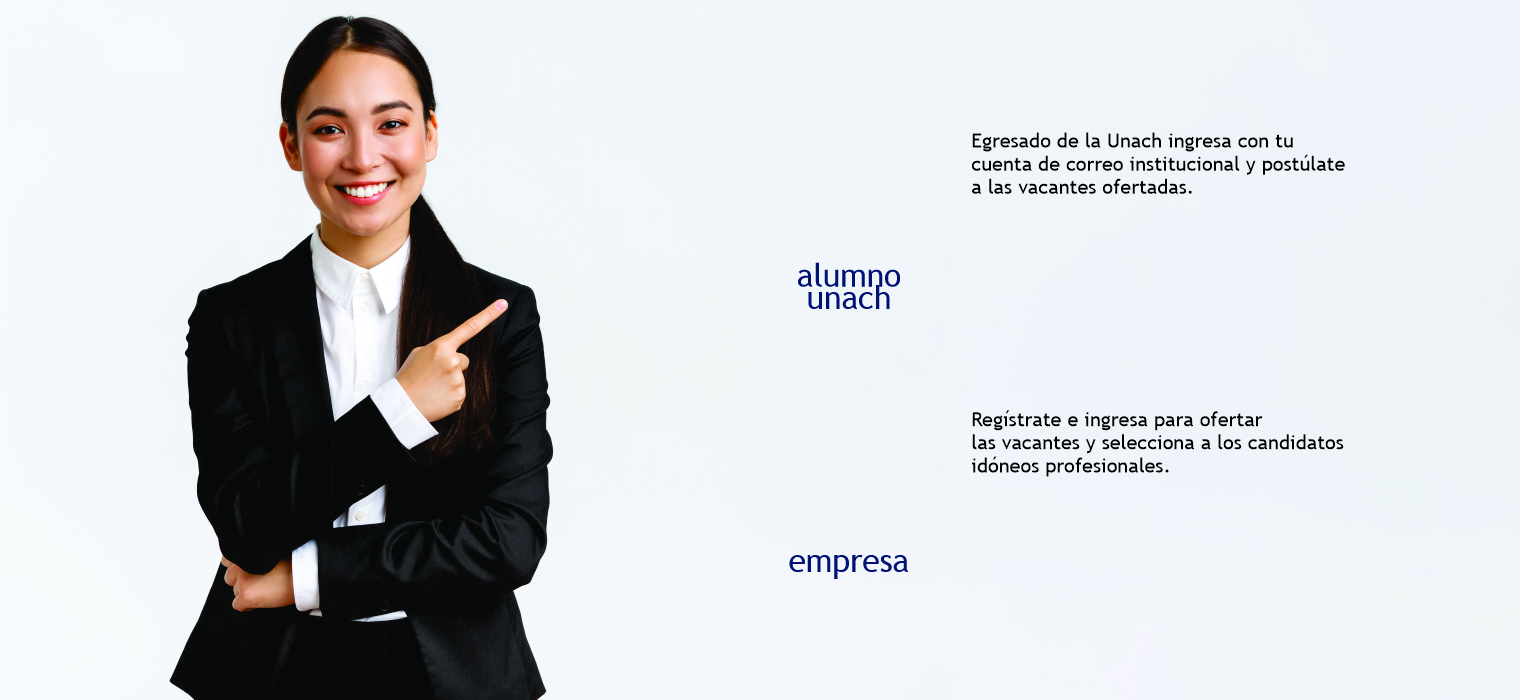 Egresado de la Unach ingresa con tu
cuenta de correo institucional y postúlate
a las vacantes ofertadas.
alumno
unach
Regístrate e ingresa para ofertar
las vacantes y selecciona a los candidatos
idóneos profesionales.
empresa